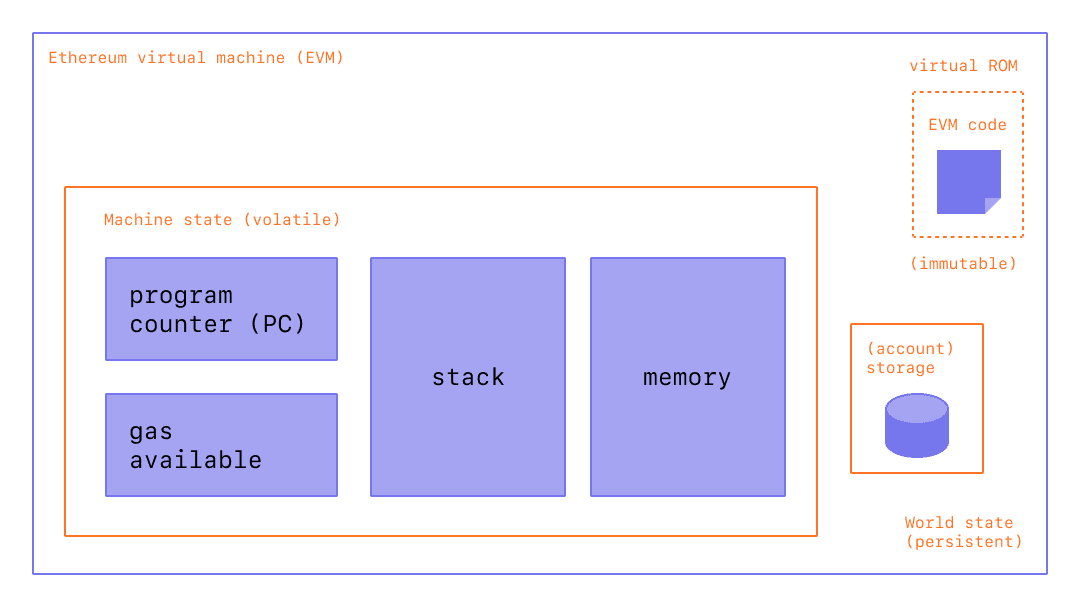 Ethereum virtual machine (EVM)
virtual ROM
EVM code
(immutable)
Machine state (volatile)
program
counter (PC)
gas
available
stack
memory
(account)
storage
World state
(persistent)